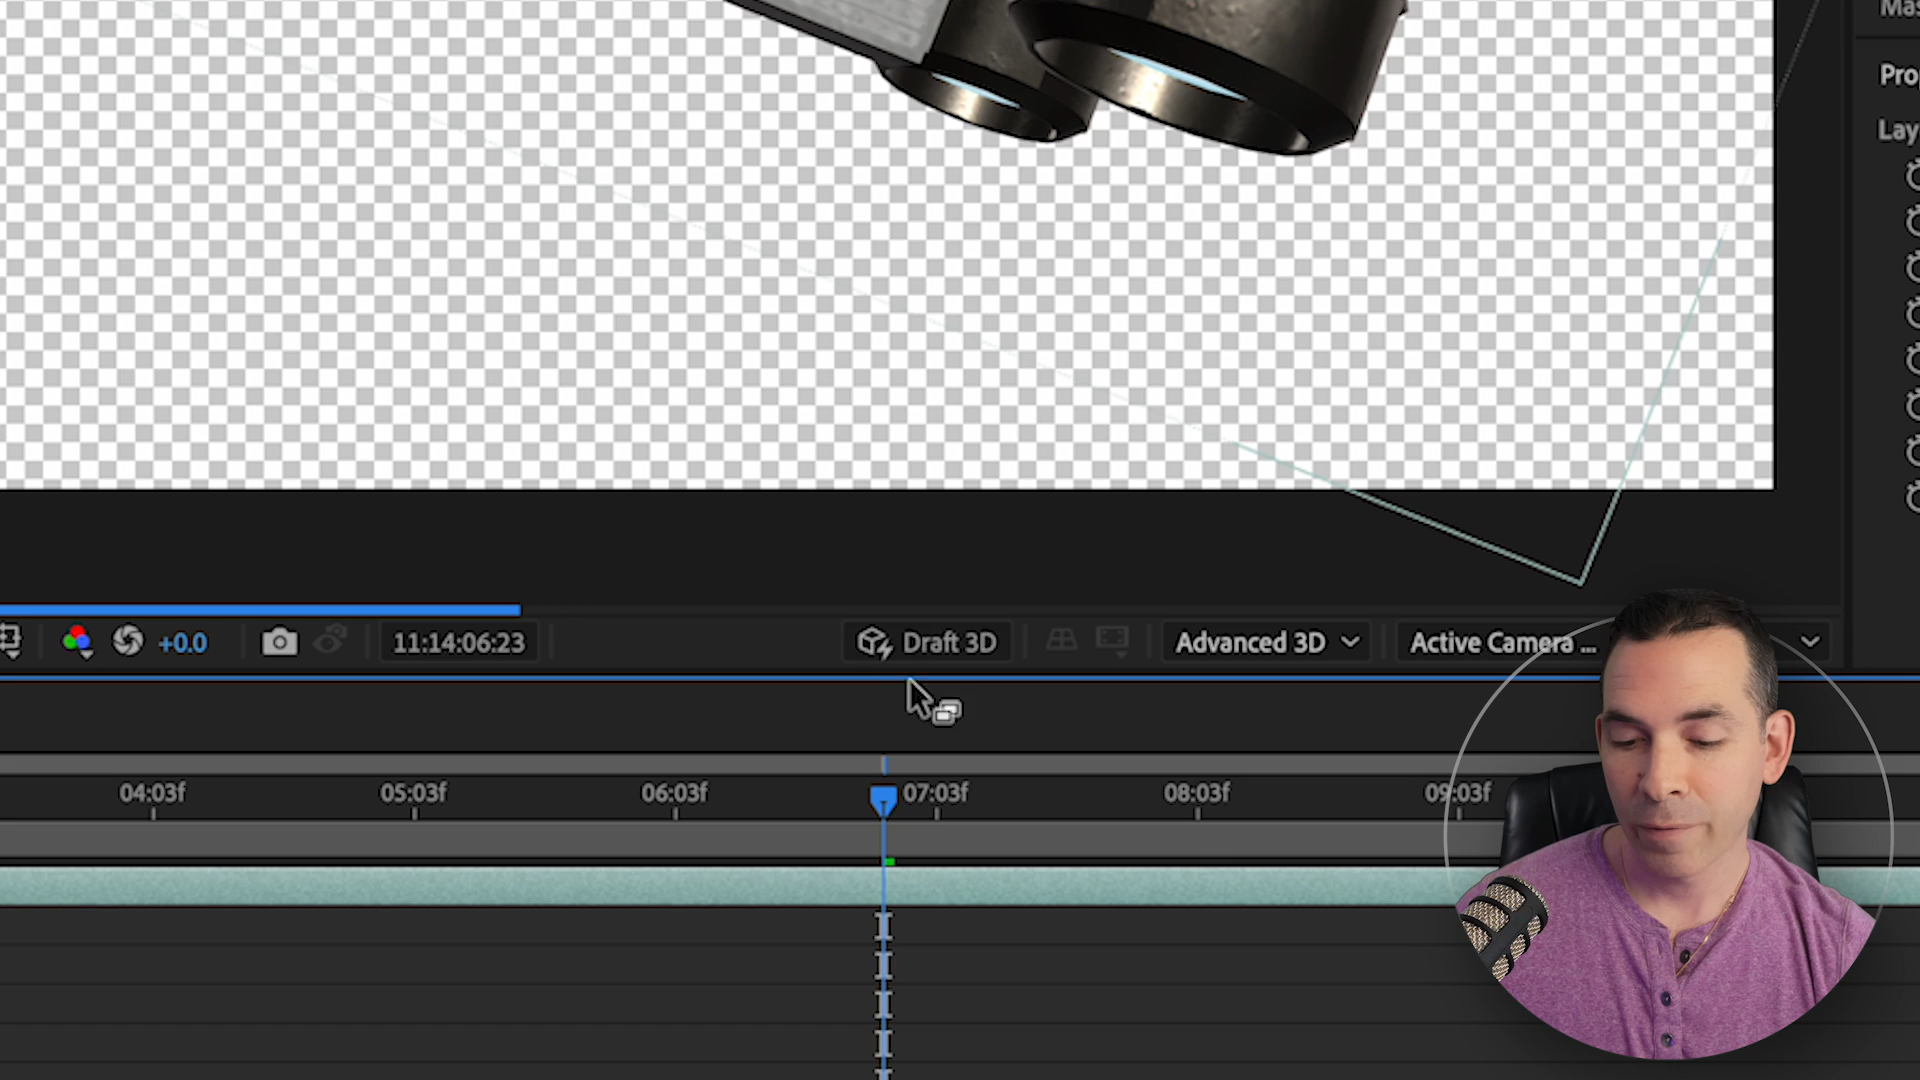 Mas
Pro
Lay
+0.0
11:14:06:23
Draft 3D
Advanced 3D
Active Camera ...
04:03f
05:03f
06:03f
07:03f
08:03f
09:03f